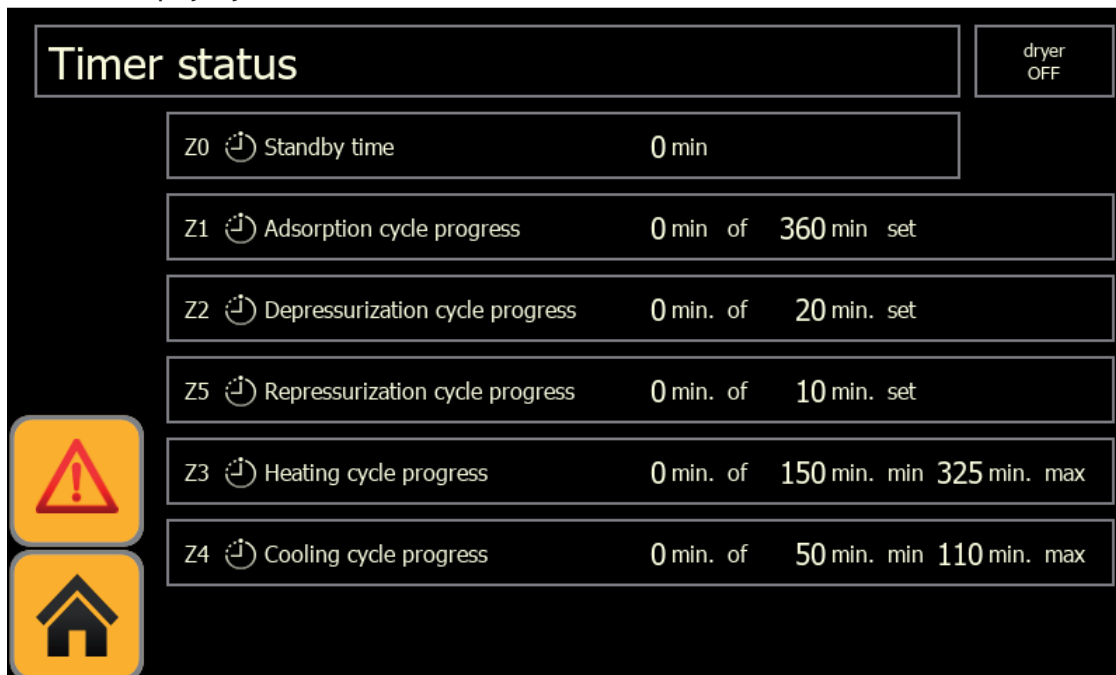 Timer status
dryer
OFF
Z0 Standby time 0 min
Z1 Adsorption cycle progress 0 min of 360 min set
Z2 Depressurization cycle progress 0 min. of 20 min. set
Z5 Repressurization cycle progress 0 min. of 10 min. set
Z3 Heating cycle progress 0 min. of 150 min. min 325 min. max
Z4 Cooling cycle progress 0 min. of 50 min. min 110 min. max